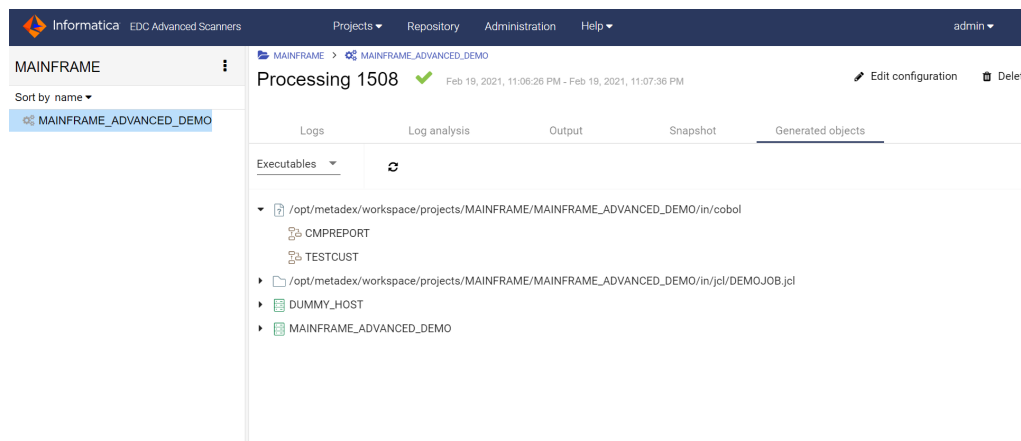 Informatica EDC Advanced Scanners Projects Repository Administration Help admin
MAINFRAME
Sort by name
MAINFRAME_ADVANCED_DEMO
MAINFRAME > MAINFRAME_ADVANCED_DEMO
Processing 1508 Feb 19, 2021, 11:06:26 PM - Feb 19, 2021, 11:07:36 PM Edit configuration Delet
Logs Log analysis Output Snapshot Generated objects
Executables
/opt/metadex/workspace/projects/MAINFRAME/MAINFRAME_ADVANCED_DEMO/in/cobol
CMPREPORT
TESTCUST
/opt/metadex/workspace/projects/MAINFRAME/MAINFRAME_ADVANCED_DEMO/in/jcl/DEMOJOB.jcl
DUMMY_HOST
MAINFRAME_ADVANCED_DEMO